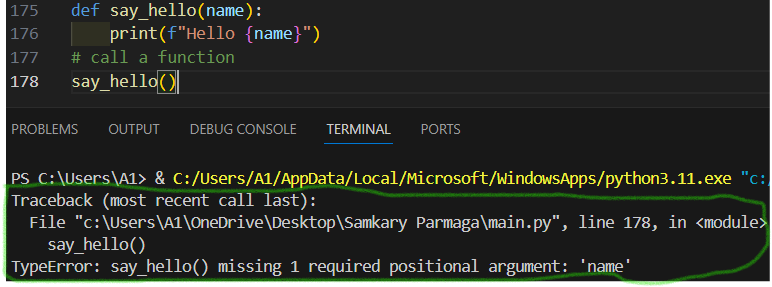 175 def say_hello(name):
176 print(f"Hello {name}")
177 # call a function
178 say_hello()
PROBLEMS OUTPUT DEBUG CONSOLE TERMINAL PORTS
PS C:\Users\A1> & C:/Users/A1/AppData/Local/Microsoft/WindowsApps/python3.11.exe "c:/
Traceback (most recent call last):
File "c:\Users\A1\OneDrive\Desktop\Samkary Parmaga\main.py", line 178, in <module>
say_hello()
TypeError: say_hello() missing 1 required positional argument: 'name'